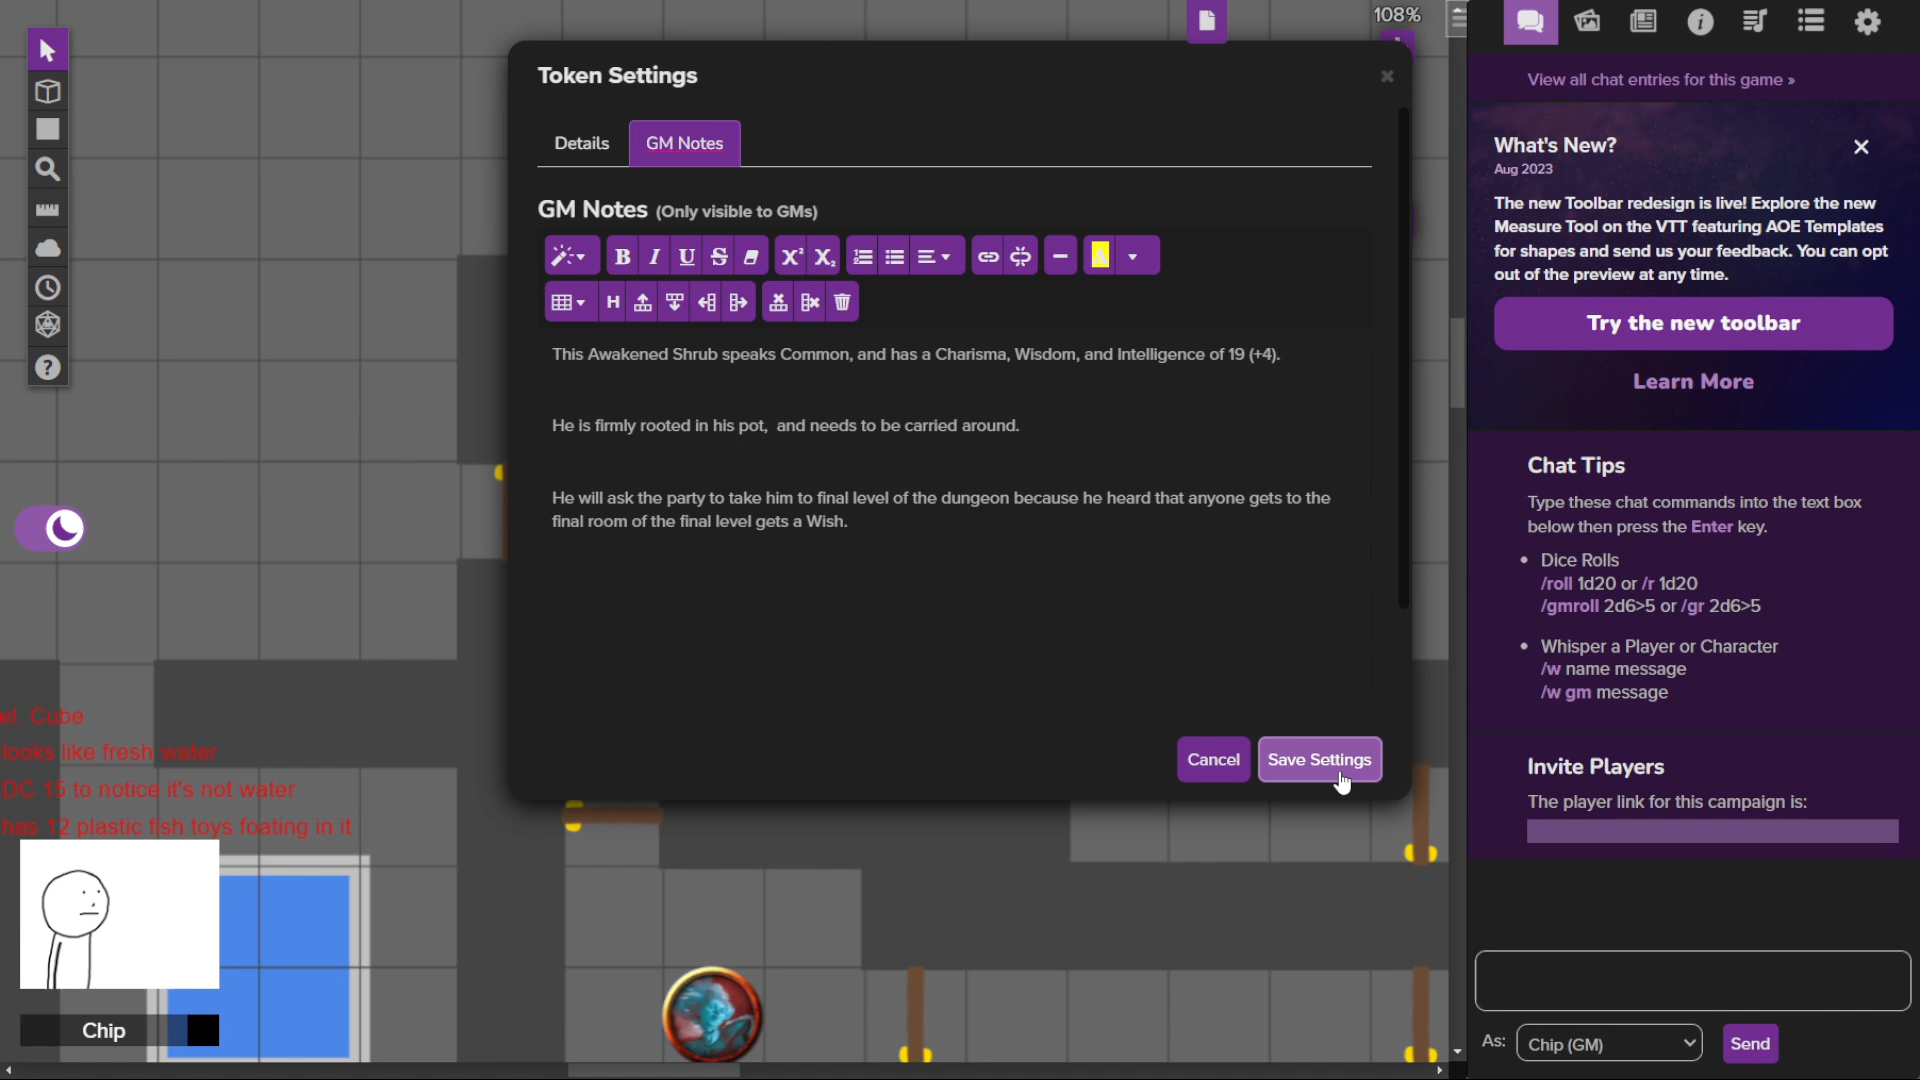 108%
Token Settings
Details
GM Notes
GM Notes (Only visible to GMs)
B I U S X² X₂ A
H
This Awakened Shrub speaks Common, and has a Charisma, Wisdom, and Intelligence of 19 (+4).
He is firmly rooted in his pot, and needs to be carried around.
He will ask the party to take him to final level of the dungeon because he heard that anyone gets to the
final room of the final level gets a Wish.
Cancel
Save Settings
el. Cube
looks like fresh water
DC 15 to notice it's not water
has 12 plastic fish toys foating in it
Chip
View all chat entries for this game »
What's New?
Aug 2023
The new Toolbar redesign is live! Explore the new
Measure Tool on the VTT featuring AOE Templates
for shapes and send us your feedback. You can opt
out of the preview at any time.
Try the new toolbar
Learn More
Chat Tips
Type these chat commands into the text box
below then press the Enter key.
• Dice Rolls
/roll 1d20 or /r 1d20
/gmroll 2d6>5 or /gr 2d6>5
• Whisper a Player or Character
/w name message
/w gm message
Invite Players
The player link for this campaign is:
As:
Chip (GM)
Send